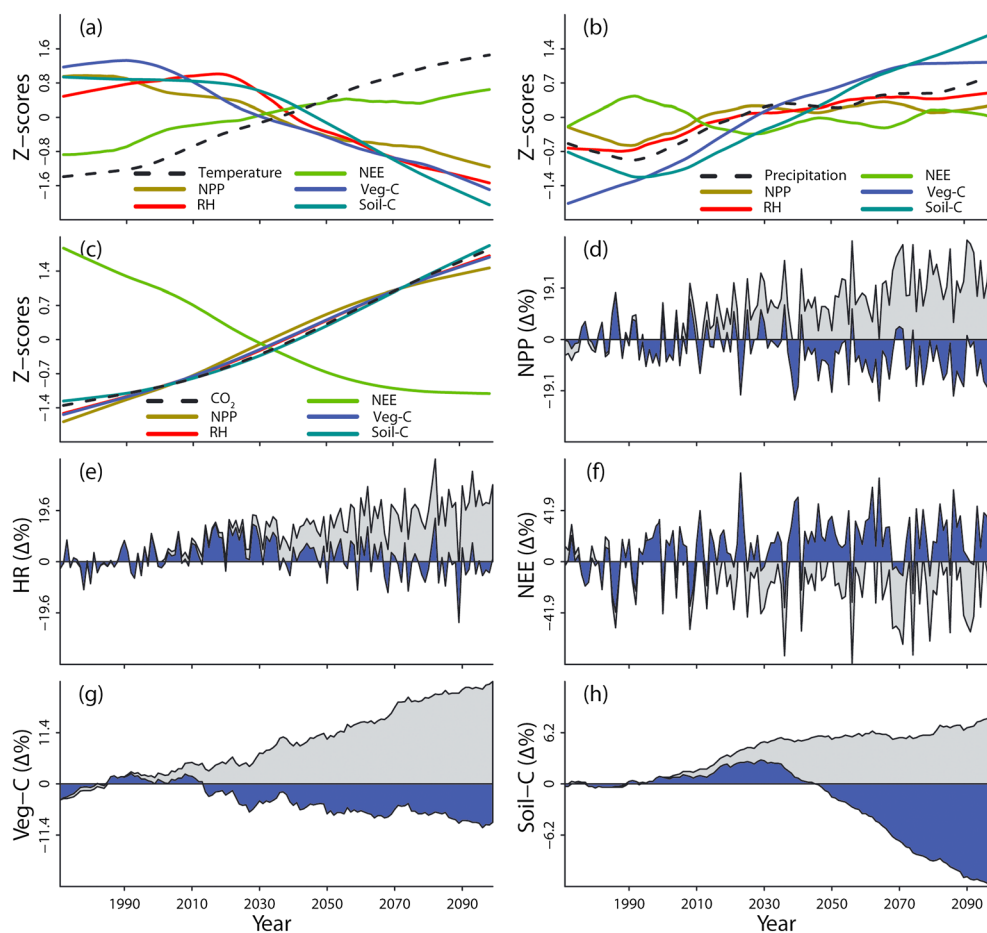 (a)
Z−scores
1.6
0.8
0
−0.8
−1.6
Temperature
NPP
RH
NEE
Veg-C
Soil-C
(b)
Z−scores
1.4
0.7
0
−0.7
−1.4
Precipitation
NPP
RH
NEE
Veg-C
Soil-C
(c)
Z−scores
1.4
0.7
0
−0.7
−1.4
CO₂
NPP
RH
NEE
Veg-C
Soil-C
(d)
NPP (Δ%)
19.1
0
−19.1
(e)
HR (Δ%)
19.6
0
−19.6
(f)
NEE (Δ%)
41.9
0
−41.9
(g)
Veg−C (Δ%)
11.4
0
−11.4
(h)
Soil−C (Δ%)
6.2
0
−6.2
1990 2010 2030 2050 2070 2090
Year
1990 2010 2030 2050 2070 2090
Year